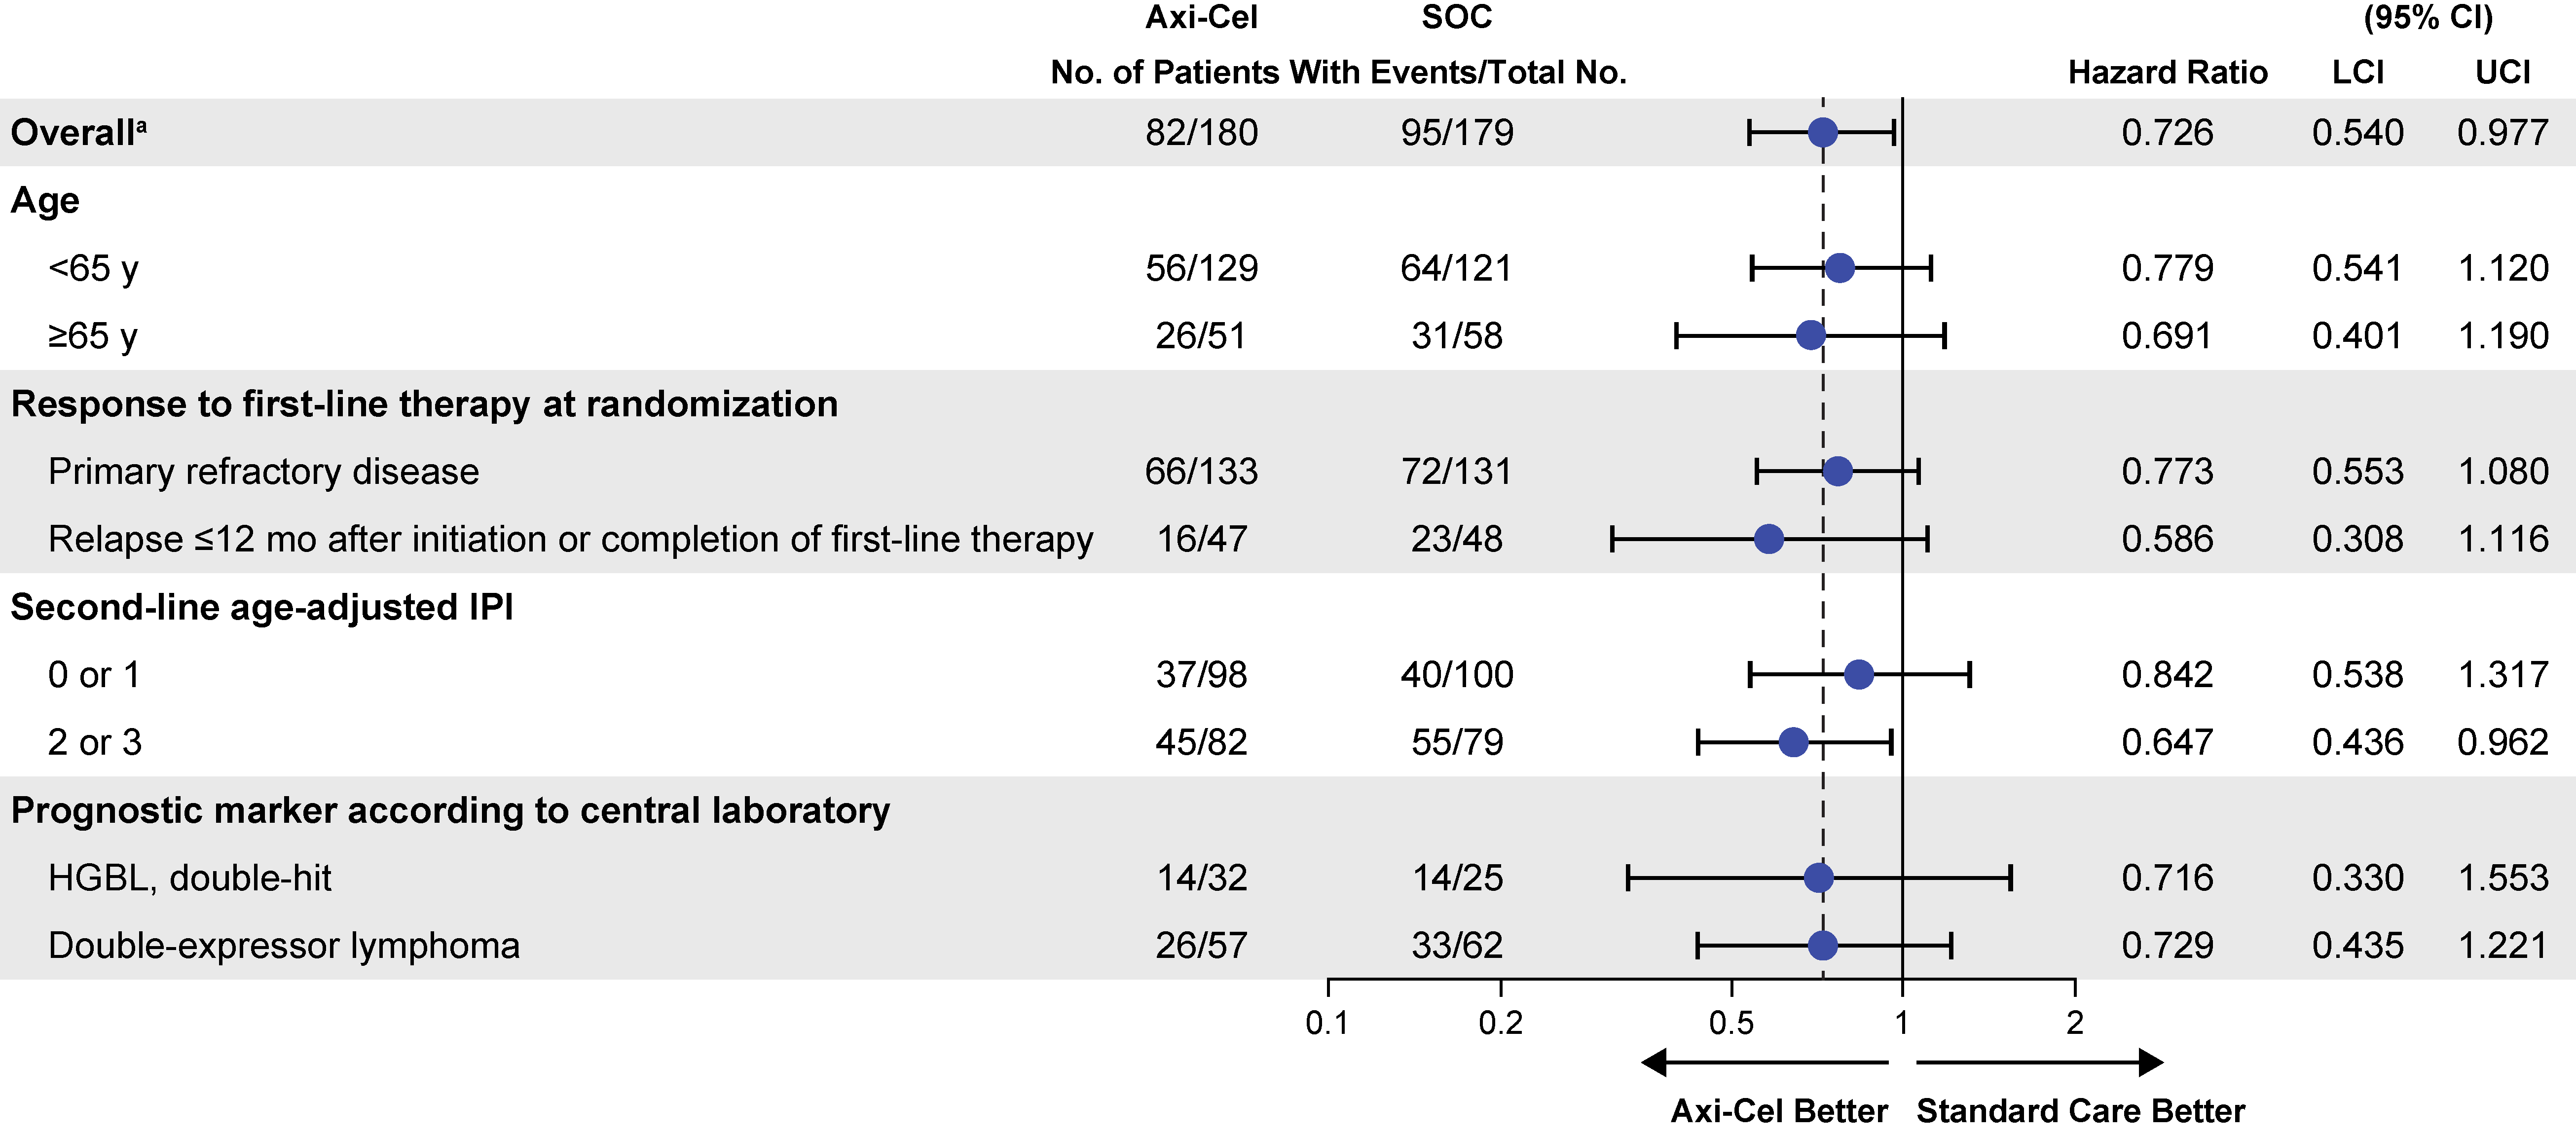 Axi-Cel SOC (95% CI)
No. of Patients With Events/Total No. Hazard Ratio LCI UCI
Overallᵃ 82/180 95/179 0.726 0.540 0.977
Age
<65 y 56/129 64/121 0.779 0.541 1.120
≥65 y 26/51 31/58 0.691 0.401 1.190
Response to first-line therapy at randomization
Primary refractory disease 66/133 72/131 0.773 0.553 1.080
Relapse ≤12 mo after initiation or completion of first-line therapy 16/47 23/48 0.586 0.308 1.116
Second-line age-adjusted IPI
0 or 1 37/98 40/100 0.842 0.538 1.317
2 or 3 45/82 55/79 0.647 0.436 0.962
Prognostic marker according to central laboratory
HGBL, double-hit 14/32 14/25 0.716 0.330 1.553
Double-expressor lymphoma 26/57 33/62 0.729 0.435 1.221
0.1 0.2 0.5 1 2
Axi-Cel Better Standard Care Better